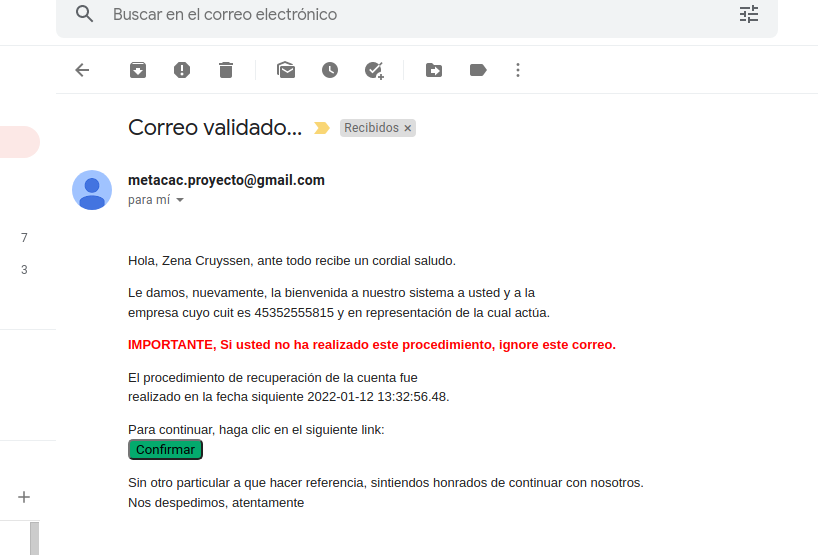 Buscar en el correo electrónico
Correo validado...
Recibidos ×
metacac.proyecto@gmail.com
para mí
7
3
Hola, Zena Cruyssen, ante todo recibe un cordial saludo.
Le damos, nuevamente, la bienvenida a nuestro sistema a usted y a la
empresa cuyo cuit es 45352555815 y en representación de la cual actúa.
IMPORTANTE, Si usted no ha realizado este procedimiento, ignore este correo.
El procedimiento de recuperación de la cuenta fue
realizado en la fecha siquiente 2022-01-12 13:32:56.48.
Para continuar, haga clic en el siguiente link:
Confirmar
Sin otro particular a que hacer referencia, sintiendos honrados de continuar con nosotros.
Nos despedimos, atentamente